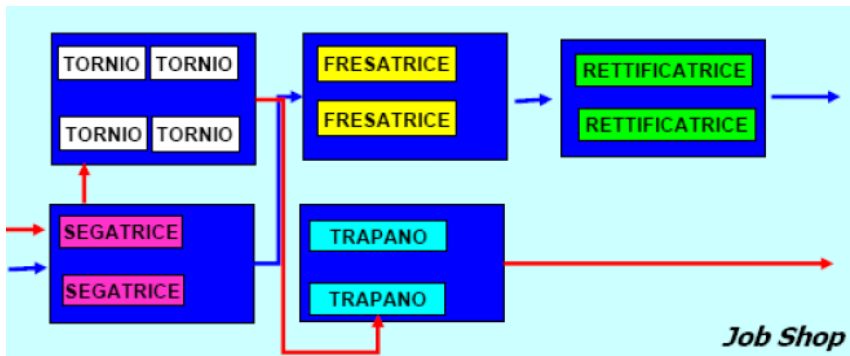 TORNIO TORNIO
TORNIO TORNIO
FRESATRICE
FRESATRICE
RETTIFICATRICE
RETTIFICATRICE
SEGATRICE
SEGATRICE
TRAPANO
TRAPANO
Job Shop